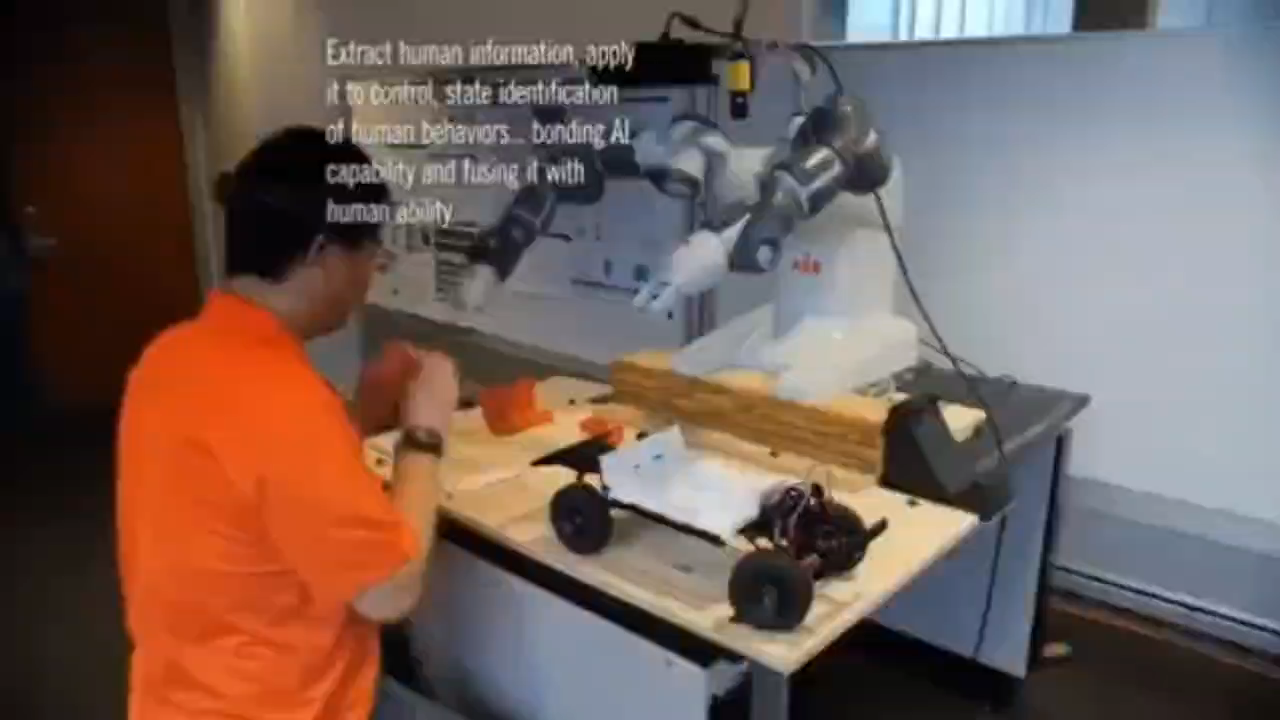 Extract human information, apply
it to control, state identification
of human behaviors... bonding AI
capability and fusing it with
human ability
ABB